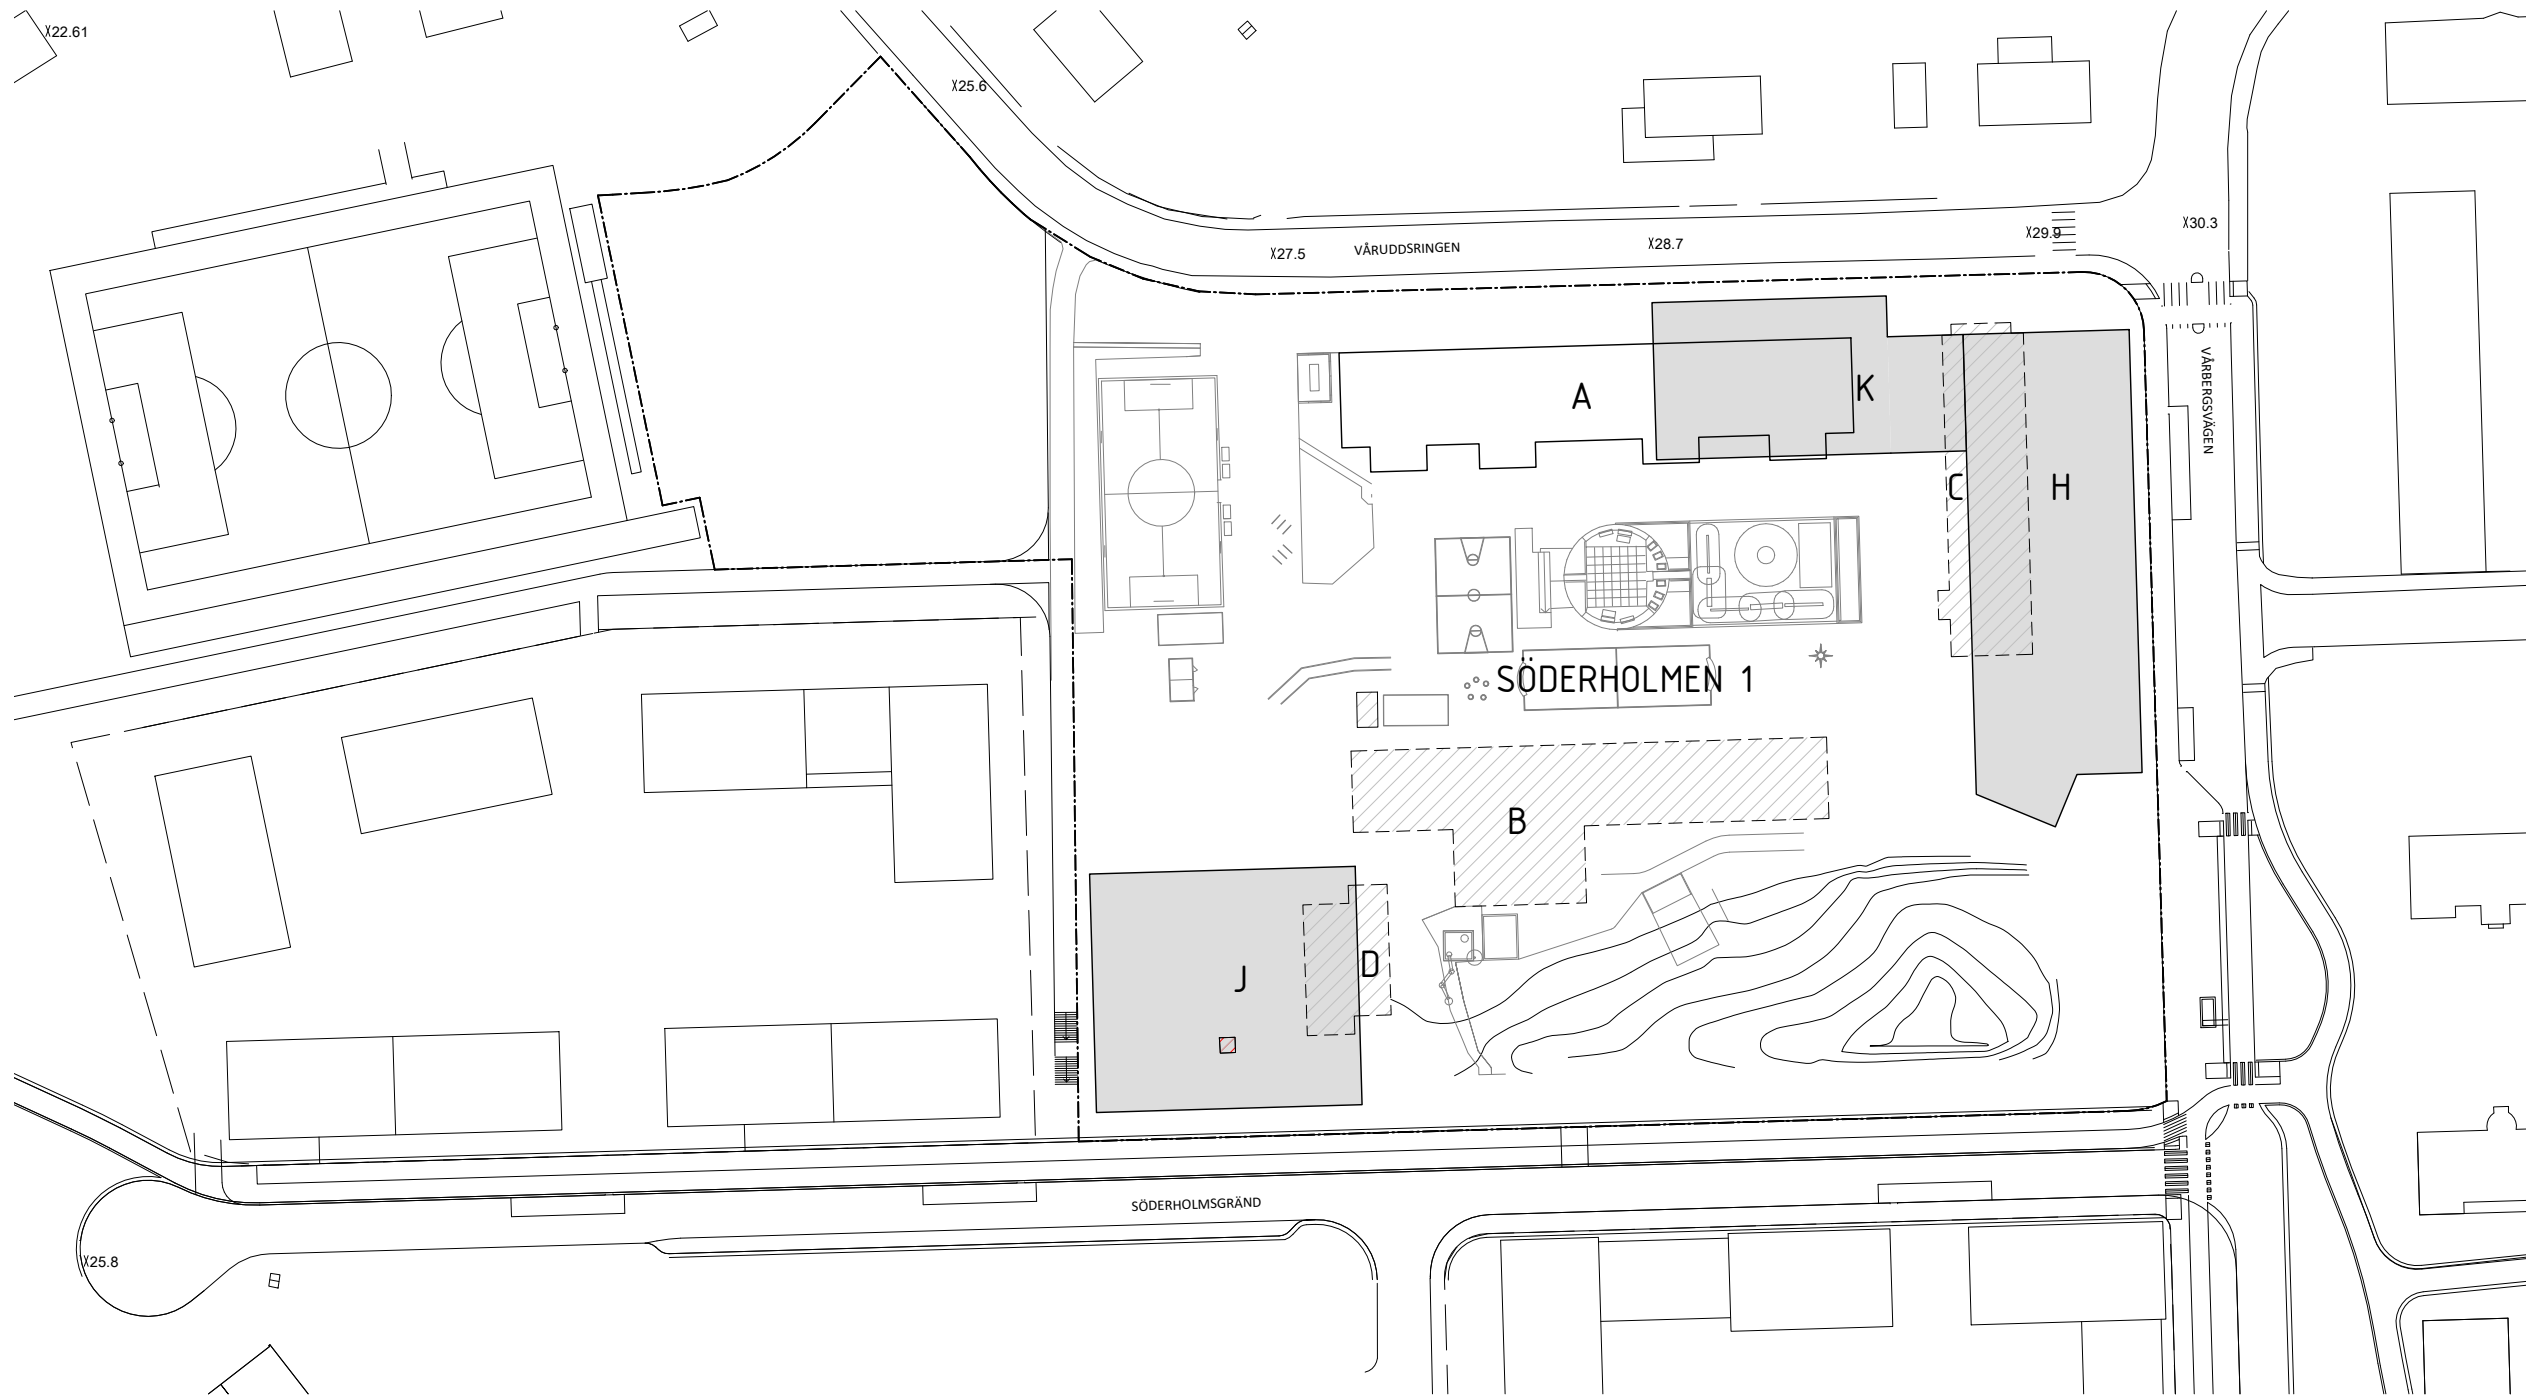 X22.61
X25.6
X30.3
X29.9
X28.7
VÅRUDDSRINGEN
X27.5
VÅRBERGSVÄGEN
A
K
C
H
SÖDERHOLMEN 1
B
D
J
SÖDERHOLMSGRÄND
X25.8